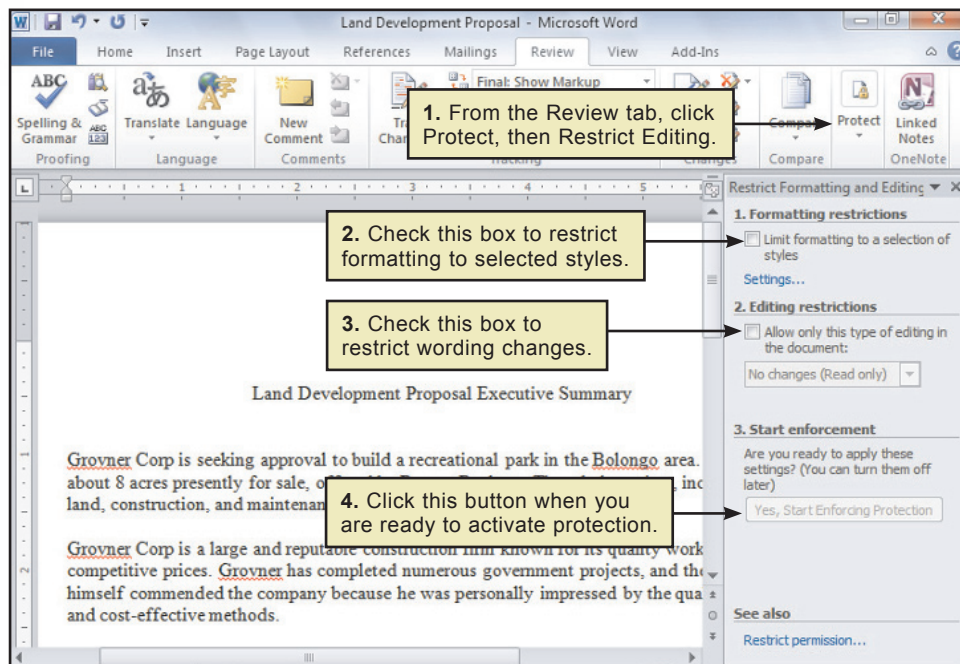 Land Development Proposal - Microsoft Word
File Home Insert Page Layout References Mailings Review View Add-Ins
ABC
Spelling & Grammar
ABC 123
Translate Language
New Comment
Final: Show Markup
Protect
Linked Notes
Proofing Language Comments Tracking Changes Compare OneNote
1. From the Review tab, click
Protect, then Restrict Editing.
1 2 3 4 5
Restrict Formatting and Editing
1. Formatting restrictions
Limit formatting to a selection of
styles
Settings...
2. Check this box to restrict
formatting to selected styles.
2. Editing restrictions
Allow only this type of editing in
the document:
No changes (Read only)
3. Check this box to
restrict wording changes.
3. Start enforcement
Are you ready to apply these
settings? (You can turn them off
later)
Yes, Start Enforcing Protection
4. Click this button when you
are ready to activate protection.
See also
Restrict permission...
Land Development Proposal Executive Summary
Grovner Corp is seeking approval to build a recreational park in the Bolongo area.
about 8 acres presently for sale,
land, construction, and
Grovner Corp is a large and reputable construction firm known for its quality work
competitive prices. Grovner has completed numerous government projects, and the
himself commended the company because he was personally impressed by the
and cost-effective methods.